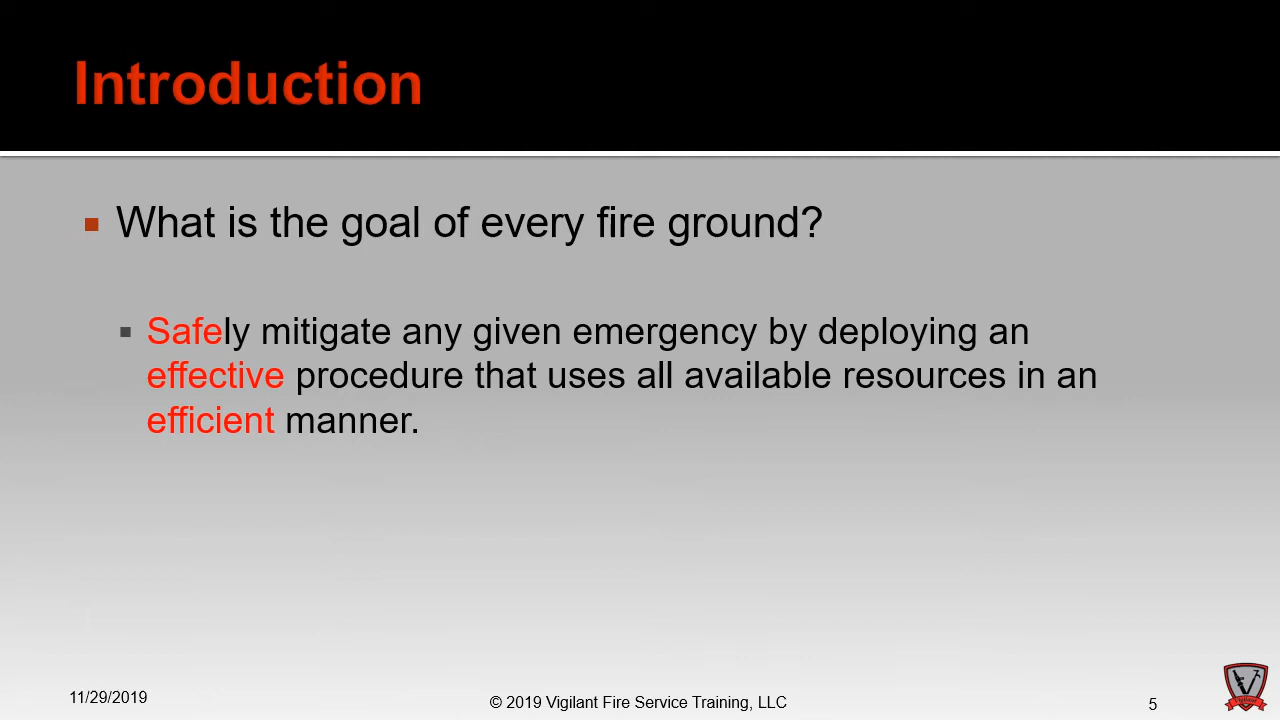 Introduction
What is the goal of every fire ground?
Safely mitigate any given emergency by deploying an
effective procedure that uses all available resources in an
efficient manner.
11/29/2019
© 2019 Vigilant Fire Service Training, LLC
5
Vigilant